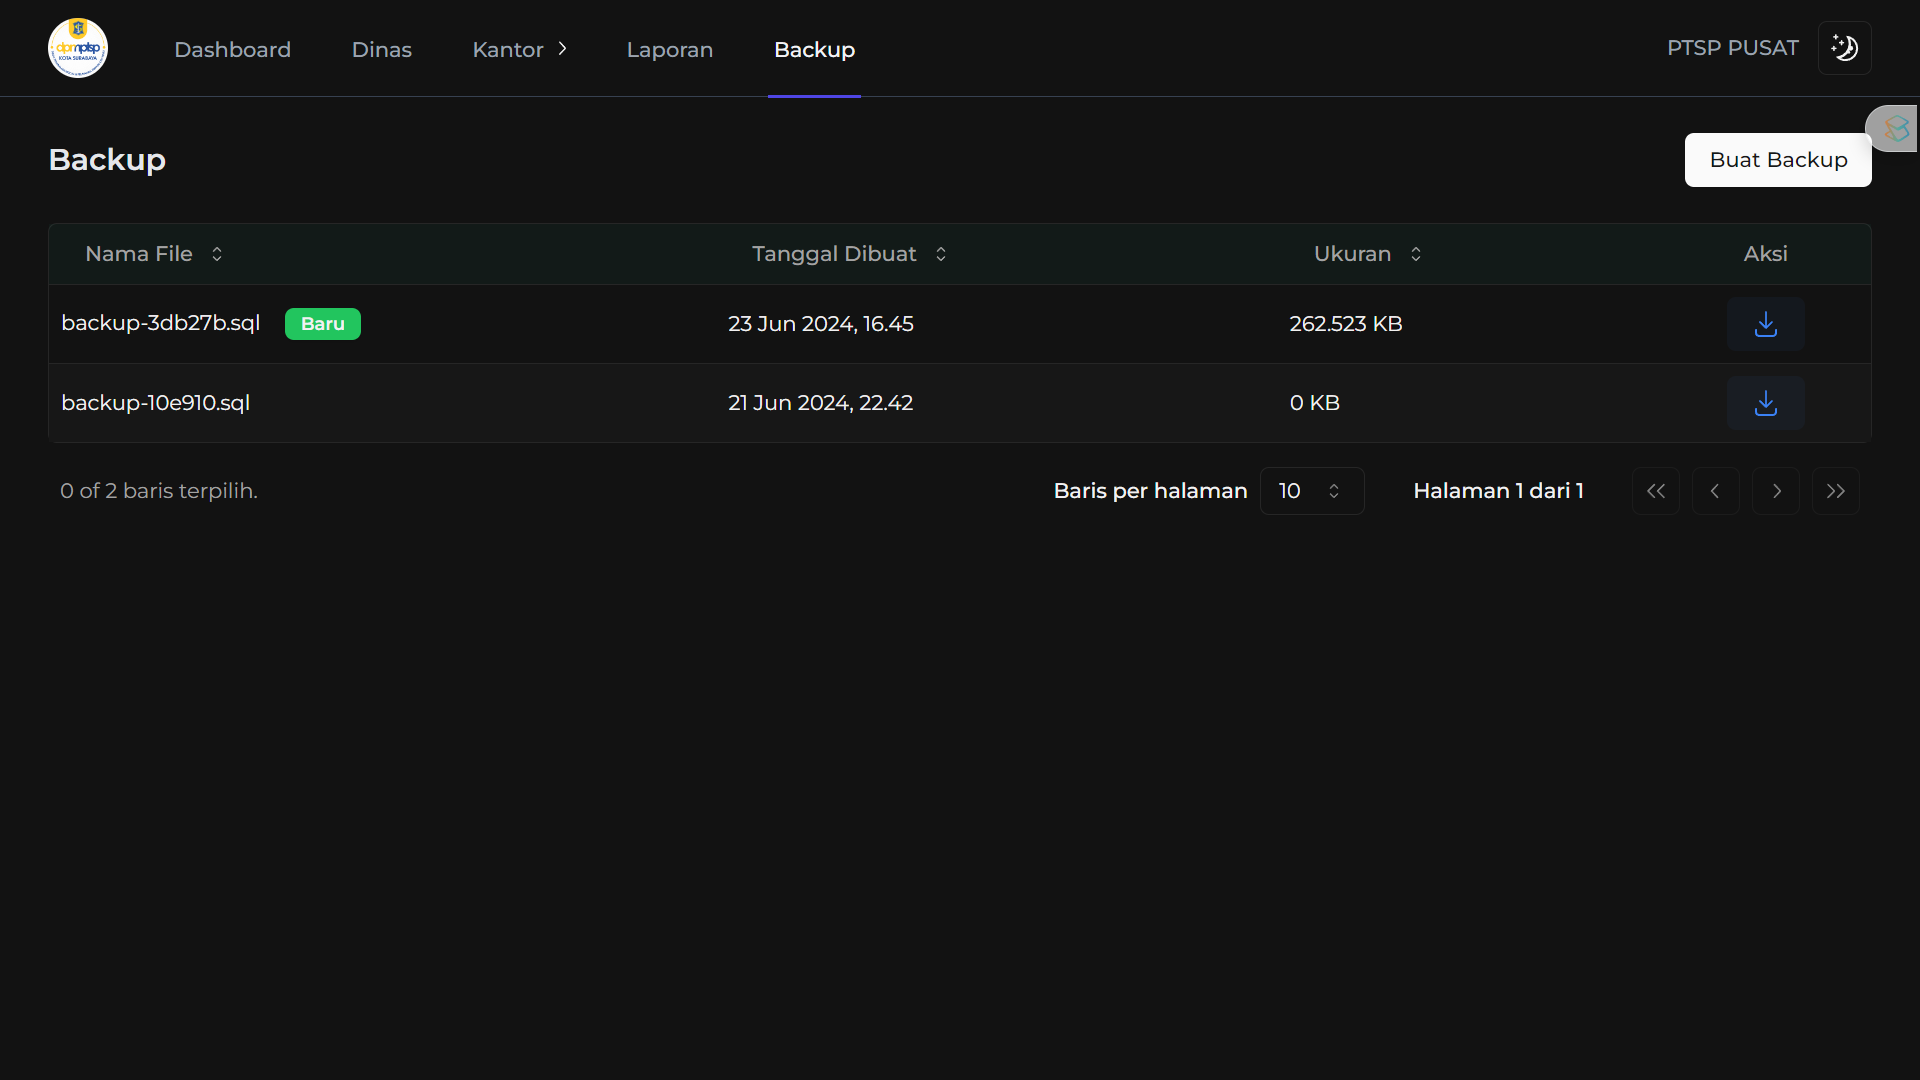 dpmptsp
KOTA SURABAYA
Dashboard
Dinas
Kantor
Laporan
Backup
PTSP PUSAT
Backup
Buat Backup
Nama File
Tanggal Dibuat
Ukuran
Aksi
backup-3db27b.sql
Baru
23 Jun 2024, 16.45
262.523 KB
backup-10e910.sql
21 Jun 2024, 22.42
0 KB
0 of 2 baris terpilih.
Baris per halaman
10
Halaman 1 dari 1